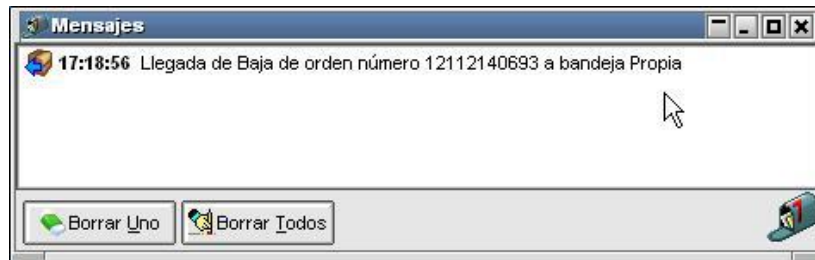 Mensajes
17:18:56 Llegada de Baja de orden número 12112140693 a bandeja Propia
Borrar Uno Borrar Todos